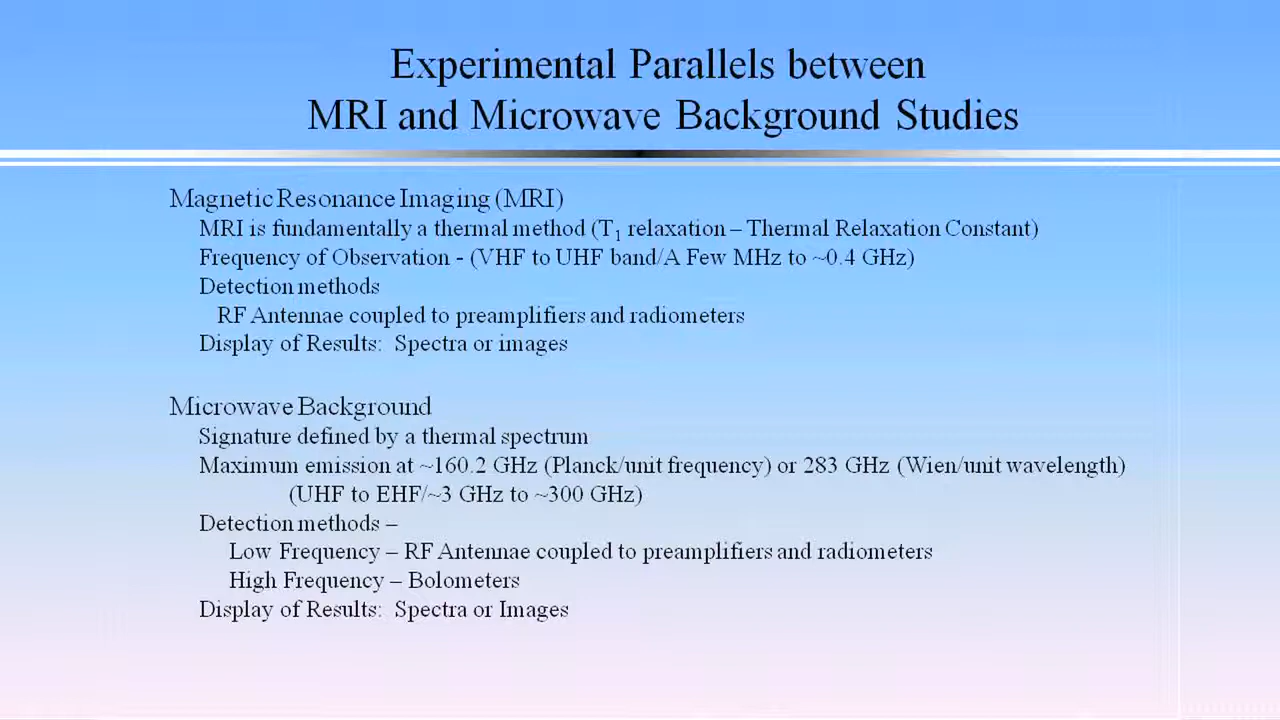 Experimental Parallels between
MRI and Microwave Background Studies
Magnetic Resonance Imaging (MRI)
MRI is fundamentally a thermal method (T₁ relaxation – Thermal Relaxation Constant)
Frequency of Observation - (VHF to UHF band/A Few MHz to ~0.4 GHz)
Detection methods
RF Antennae coupled to preamplifiers and radiometers
Display of Results: Spectra or images
Microwave Background
Signature defined by a thermal spectrum
Maximum emission at ~160.2 GHz (Planck/unit frequency) or 283 GHz (Wien/unit wavelength)
(UHF to EHF/~3 GHz to ~300 GHz)
Detection methods –
Low Frequency – RF Antennae coupled to preamplifiers and radiometers
High Frequency – Bolometers
Display of Results: Spectra or Images